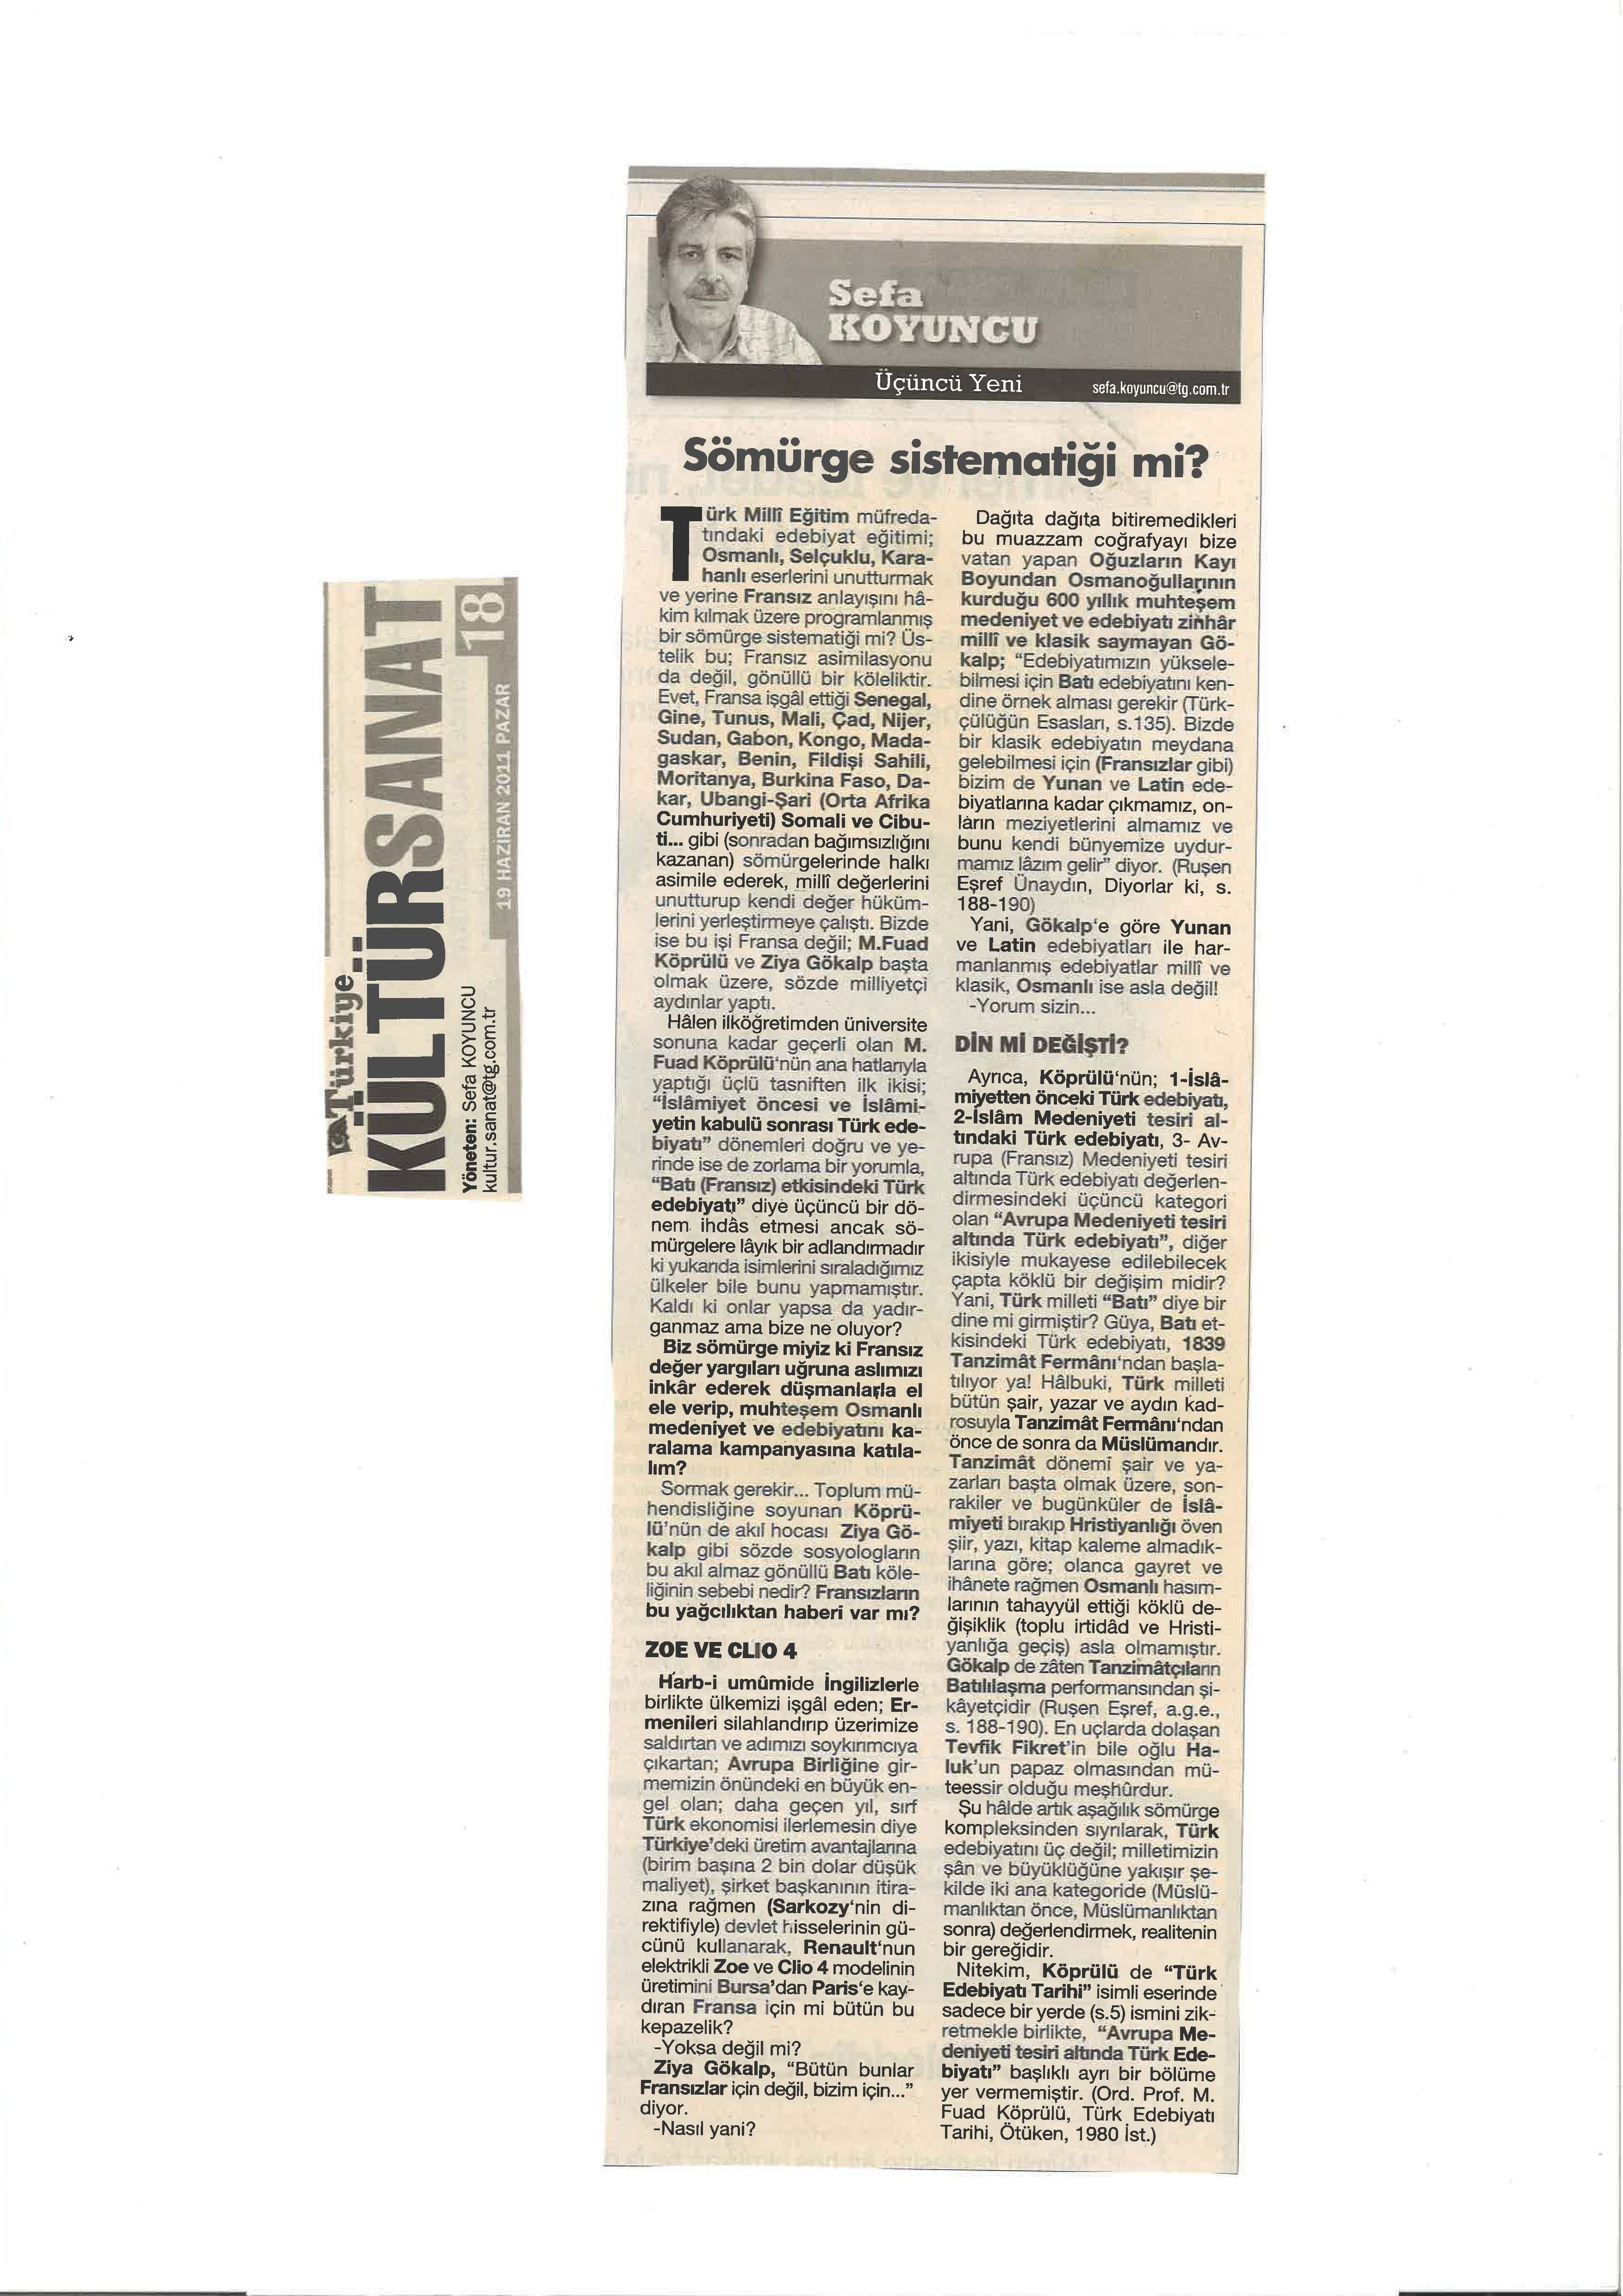 Türkiye
KÜLTÜRSANAT
Yöneten: Sefa KOYUNCU
kultur.sanat@tg.com.tr
18
19 HAZİRAN 2011 PAZAR
Sefa
KOYUNCU
Üçüncü Yeni
sefa.koyuncu@tg.com.tr
Sömürge sistematiği mi?
Türk Millî Eğitim müfreda-
tındaki edebiyat eğitimi;
Osmanlı, Selçuklu, Kara-
hanlı eserlerini unutturmak
ve yerine Fransız anlayışını hâ-
kim kılmak üzere programlanmış
bir sömürge sistematiği mi? Üs-
telik bu; Fransız asimilasyonu
da değil, gönüllü bir köleliktir.
Evet, Fransa işgâl ettiği Senegal,
Gine, Tunus, Mali, Çad, Nijer,
Sudan, Gabon, Kongo, Mada-
gaskar, Benin, Fildişi Sahili,
Moritanya, Burkina Faso, Da-
kar, Ubangi-Şari (Orta Afrika
Cumhuriyeti) Somali ve Cibu-
ti... gibi (sonradan bağımsızlığını
kazanan) sömürgelerinde halkı
asimile ederek, millî değerlerini
unutturup kendi değer hüküm-
lerini yerleştirmeye çalıştı. Bizde
ise bu işi Fransa değil; M.Fuad
Köprülü ve Ziya Gökalp başta
olmak üzere, sözde milliyetçi
aydınlar yaptı.
Hâlen ilköğretimden üniversite
sonuna kadar geçerli olan M.
Fuad Köprülü'nün ana hatlarıyla
yaptığı üçlü tasniften ilk ikisi;
"İslâmiyet öncesi ve İslâmi-
yetin kabulü sonrası Türk ede-
biyatı" dönemleri doğru ve ye-
rinde ise de zorlama bir yorumla,
"Batı (Fransız) etkisindeki Türk
edebiyatı" diye üçüncü bir dö-
nem ihdâs etmesi ancak sö-
mürgelere lâyık bir adlandırmadır
ki yukarıda isimlerini sıraladığımız
ülkeler bile bunu yapmamıştır.
Kaldı ki onlar yapsa da yadır-
ganmaz ama bize ne oluyor?
Biz sömürge miyiz ki Fransız
değer yargıları uğruna aslımızı
inkâr ederek düşmanlarla el
ele verip, muhteşem Osmanlı
medeniyet ve edebiyatını ka-
ralama kampanyasına katıla-
lım?
Sormak gerekir... Toplum mü-
hendisliğine soyunan Köprü-
lü'nün de akıl hocası Ziya Gö-
kalp gibi sözde sosyologların
bu akıl almaz gönüllü Batı köle-
liğinin sebebi nedir? Fransızların
bu yağcılıktan haberi var mı?
ZOE VE CLIO 4
Harb-i umûmide İngilizlerle
birlikte ülkemizi işgâl eden; Er-
menileri silahlandırıp üzerimize
saldırtan ve adımızı soykırımcıya
çıkartan; Avrupa Birliğine gir-
memizin önündeki en büyük en-
gel olan; daha geçen yıl, sırf
Türk ekonomisi ilerlemesin diye
Türkiye'deki üretim avantajlarına
(birim başına 2 bin dolar düşük
maliyet), şirket başkanının itira-
zına rağmen (Sarkozy'nin di-
rektifiyle) devlet hisselerinin gü-
cünü kullanarak, Renault'nun
elektrikli Zoe ve Clio 4 modelinin
üretimini Bursa'dan Paris'e kay-
dıran Fransa için mi bütün bu
kepazelik?
-Yoksa değil mi?
Ziya Gökalp, "Bütün bunlar
Fransızlar için değil, bizim için..."
diyor.
-Nasıl yani?
Dağıta dağıta bitiremedikleri
bu muazzam coğrafyayı bize
vatan yapan Oğuzların Kayı
Boyundan Osmanoğullarının
kurduğu 600 yıllık muhteşem
medeniyet ve edebiyatı zinhâr
millî ve klasik saymayan Gö-
kalp; "Edebiyatımızın yüksele-
bilmesi için Batı edebiyatını ken-
dine örnek alması gerekir (Türk-
çülüğün Esasları, s.135). Bizde
bir klasik edebiyatın meydana
gelebilmesi için (Fransızlar gibi)
bizim de Yunan ve Latin ede-
biyatlarına kadar çıkmamız, on-
ların meziyetlerini almamız ve
bunu kendi bünyemize uydur-
mamız lâzım gelir" diyor. (Ruşen
Eşref Ünaydın, Diyorlar ki, s.
188-190)
Yani, Gökalp'e göre Yunan
ve Latin edebiyatları ile har-
manlanmış edebiyatlar millî ve
klasik, Osmanlı ise asla değil!
-Yorum sizin...
DİN Mİ DEĞİŞTİ?
Ayrıca, Köprülü'nün; 1-İslâ-
miyetten önceki Türk edebiyatı,
2-İslâm Medeniyeti tesiri al-
tındaki Türk edebiyatı, 3- Av-
rupa (Fransız) Medeniyeti tesiri
altında Türk edebiyatı değerlen-
dirmesindeki üçüncü kategori
olan "Avrupa Medeniyeti tesiri
altında Türk edebiyatı", diğer
ikisiyle mukayese edilebilecek
çapta köklü bir değişim midir?
Yani, Türk milleti "Batı" diye bir
dine mi girmiştir? Güya, Batı et-
kisindeki Türk edebiyatı, 1839
Tanzimât Fermânı'ndan başla-
tılıyor ya! Hâlbuki, Türk milleti
bütün şair, yazar ve aydın kad-
rosuyla Tanzimât Fermânı'ndan
önce de sonra da Müslümandır.
Tanzimât dönemi şair ve ya-
zarları başta olmak üzere, son-
rakiler ve bugünküler de İslâ-
miyeti bırakıp Hristiyanlığı öven
şiir, yazı, kitap kaleme almadık-
larına göre; olanca gayret ve
ihânete rağmen Osmanlı hasım-
larının tahayyül ettiği köklü de-
ğişiklik (toplu irtidâd ve Hristi-
yanlığa geçiş) asla olmamıştır.
Gökalp de zâten Tanzimâtçıların
Batılılaşma performansından şi-
kâyetçidir (Ruşen Eşref, a.g.e.,
s. 188-190). En uçlarda dolaşan
Tevfik Fikret'in bile oğlu Ha-
luk'un papaz olmasından mü-
teessir olduğu meşhûrdur.
Şu hâlde artık aşağılık sömürge
kompleksinden sıyrılarak, Türk
edebiyatını üç değil; milletimizin
şân ve büyüklüğüne yakışır şe-
kilde iki ana kategoride (Müslü-
manlıktan önce, Müslümanlıktan
sonra) değerlendirmek, realitenin
bir gereğidir.
Nitekim, Köprülü de "Türk
Edebiyatı Tarihi" isimli eserinde
sadece bir yerde (s.5) ismini zik-
retmekle birlikte, "Avrupa Me-
deniyeti tesiri altında Türk Ede-
biyatı" başlıklı ayrı bir bölüme
yer vermemiştir. (Ord. Prof. M.
Fuad Köprülü, Türk Edebiyatı
Tarihi, Ötüken, 1980 İst.)